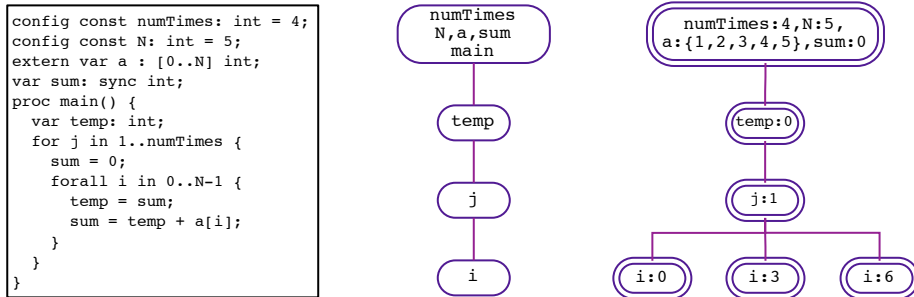 config const numTimes: int = 4;
config const N: int = 5;
extern var a : [0..N] int;
var sum: sync int;
proc main() {
  var temp: int;
  for j in 1..numTimes {
    sum = 0;
    forall i in 0..N-1 {
      temp = sum;
      sum = temp + a[i];
    }
  }
}
numTimes
N,a,sum
main
temp
j
i
numTimes:4,N:5,
a:{1,2,3,4,5},sum:0
temp:0
j:1
i:0 i:3 i:6